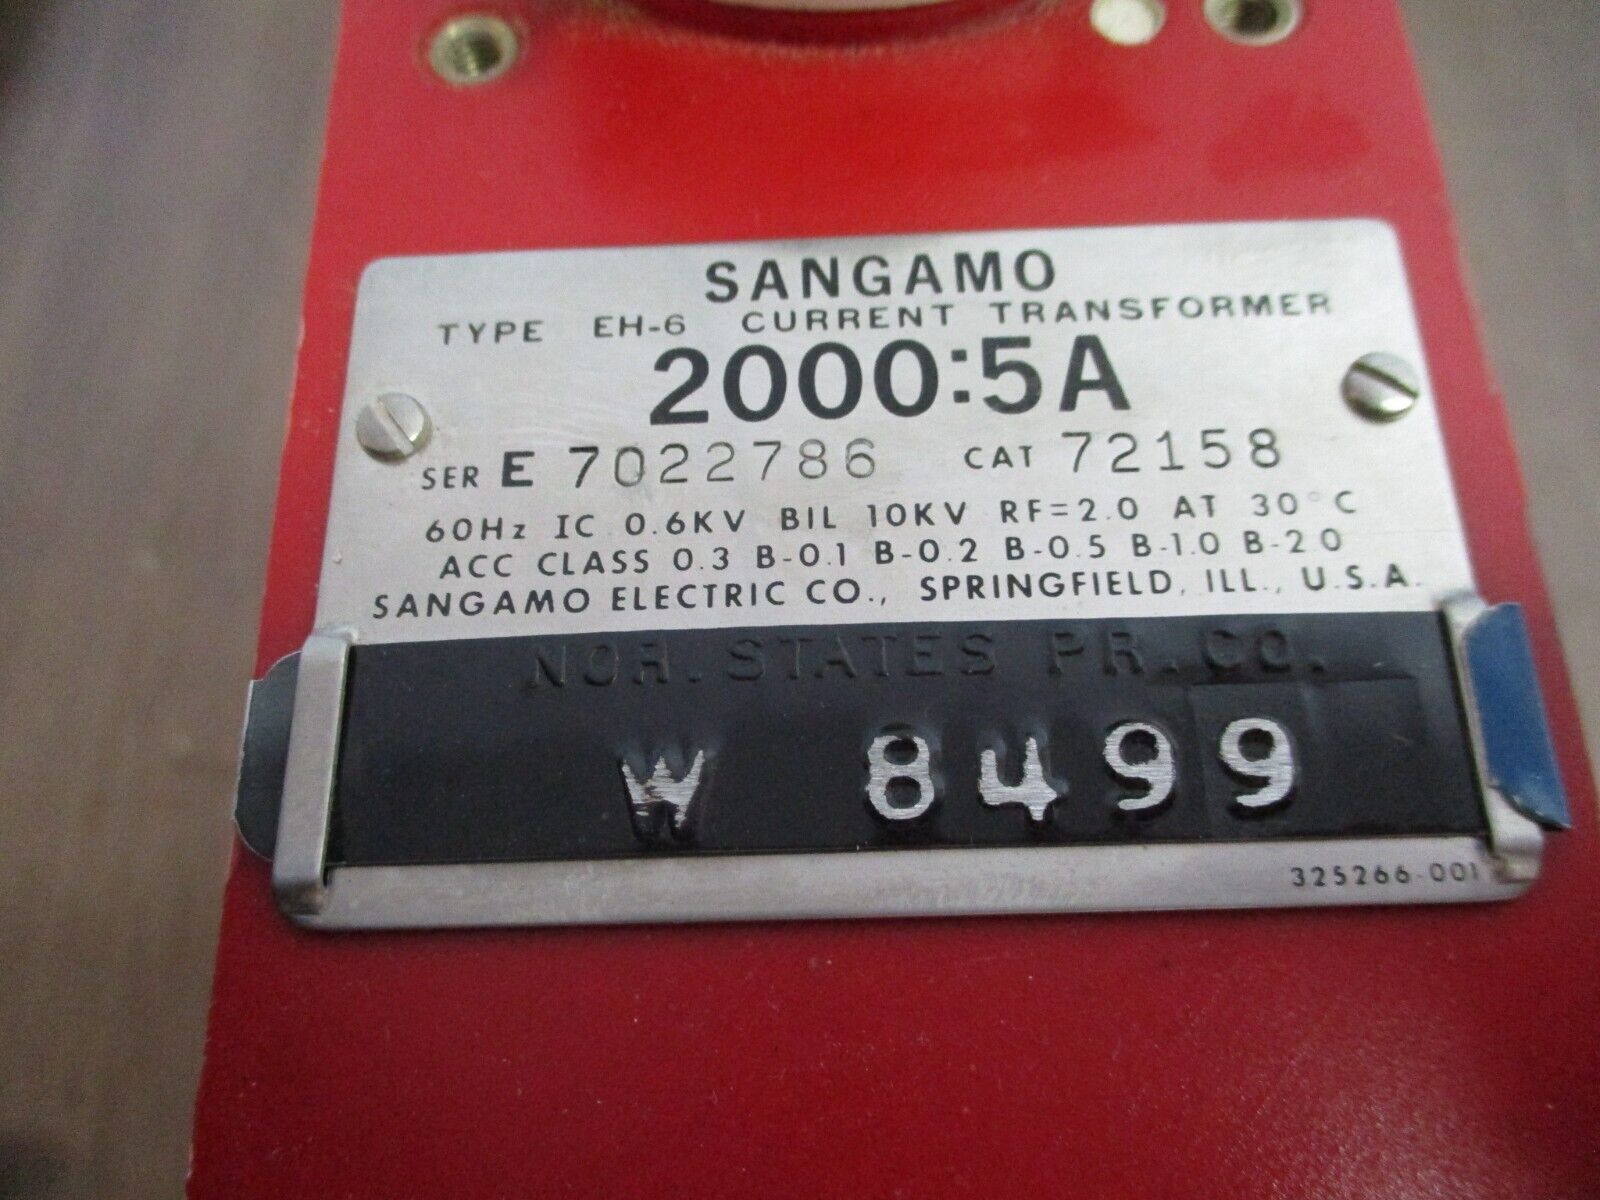 SANGAMO
TYPE EH-6 CURRENT TRANSFORMER
2000:5A
SER E 7022786 CAT 72158
60Hz IC 0.6KV BIL 10KV RF=2.0 AT 30°C
ACC CLASS 0.3 B-0.1 B-0.2 B-0.5 B-1.0 B-2.0
SANGAMO ELECTRIC CO., SPRINGFIELD, ILL., U.S.A.
NOR. STATES PR. CO.
W 8499
325266-001